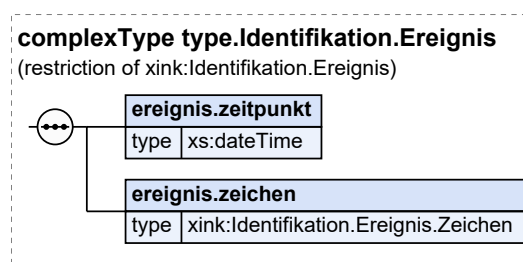 complexType type.Identifikation.Ereignis
(restriction of xink:Identifikation.Ereignis)
ereignis.zeitpunkt
type xs:dateTime
ereignis.zeichen
type xink:Identifikation.Ereignis.Zeichen